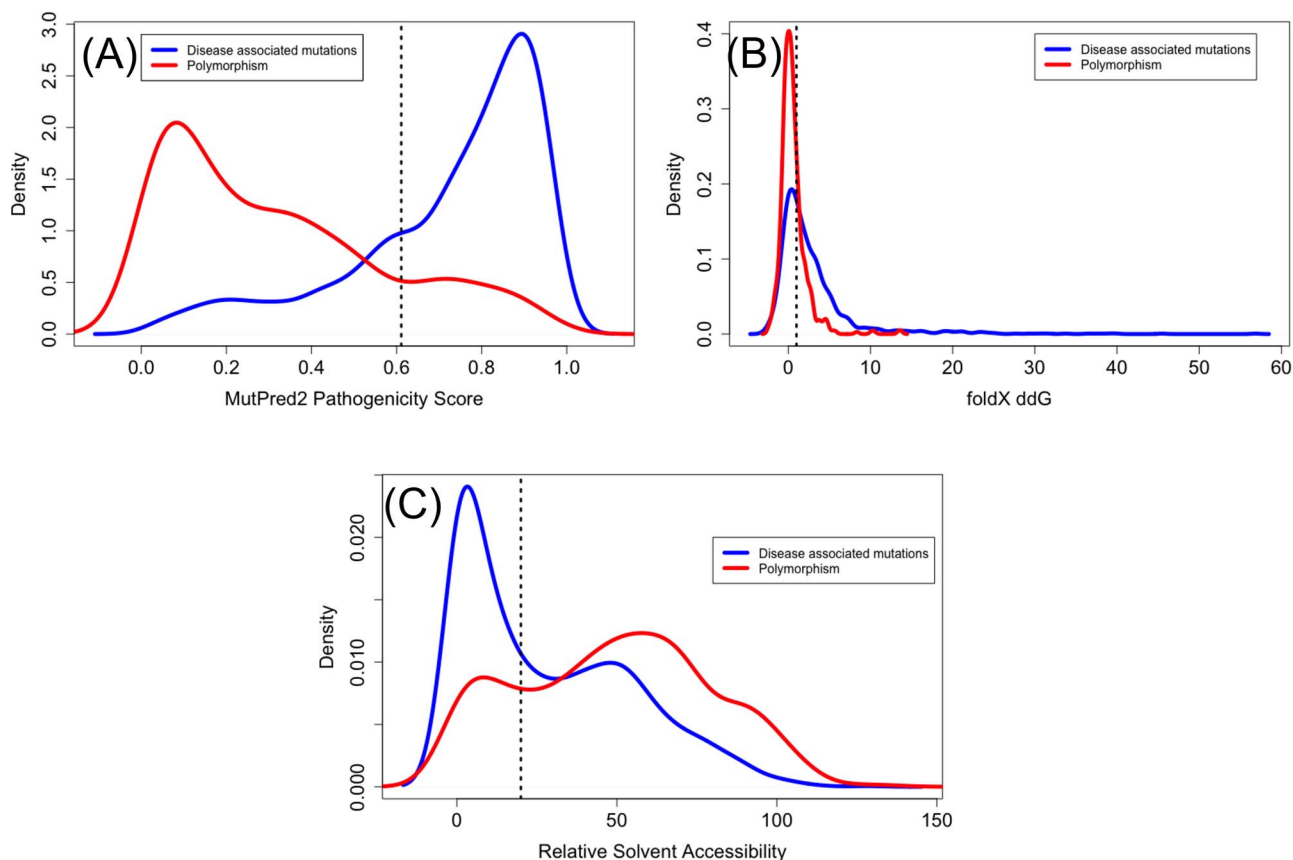 (A)
Disease associated mutations
Polymorphism
Density
0.0 0.5 1.0 1.5 2.0 2.5 3.0
0.0 0.2 0.4 0.6 0.8 1.0
MutPred2 Pathogenicity Score
(B)
Disease associated mutations
Polymorphism
Density
0.0 0.1 0.2 0.3 0.4
0 10 20 30 40 50 60
foldX ddG
(C)
Disease associated mutations
Polymorphism
Density
0.000 0.010 0.020
0 50 100 150
Relative Solvent Accessibility